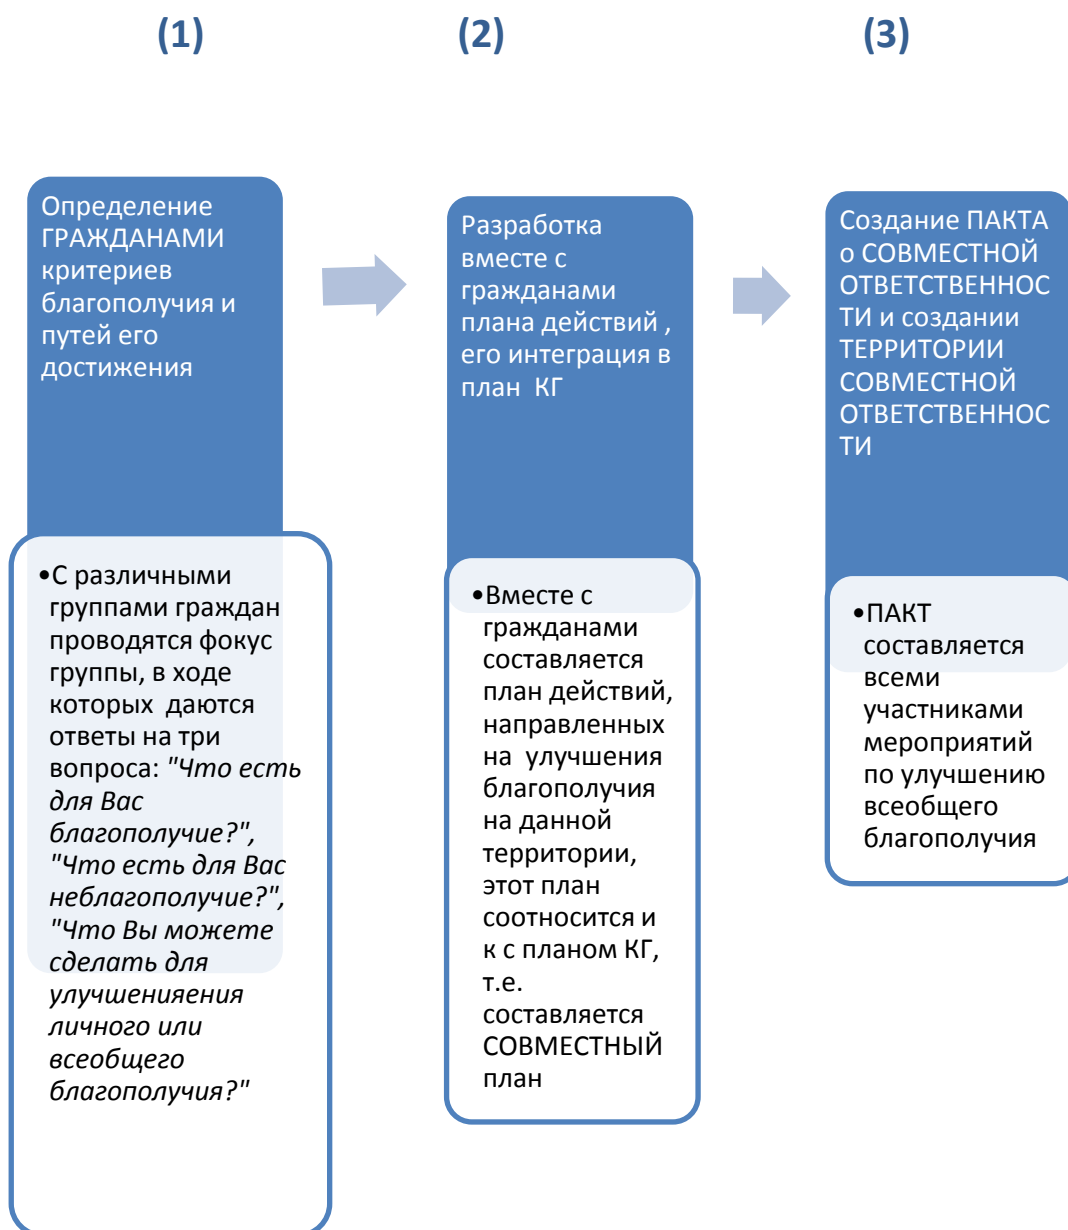 (1)
(2)
(3)
Определение
ГРАЖДАНАМИ
критериев
благополучия и
путей его
достижения
•С различными
группами граждан
проводятся фокус
группы, в ходе
которых даются
ответы на три
вопроса: "Что есть
для Вас
благополучие?",
"Что есть для Вас
неблагополучие?",
"Что Вы можете
сделать для
улучшенияения
личного или
всеобщего
благополучия?"
Разработка
вместе с
гражданами
плана действий ,
его интеграция в
план КГ
•Вместе с
гражданами
составляется
план действий,
направленных
на улучшения
благополучия
на данной
территории,
этот план
соотносится и
к с планом КГ,
т.е.
составляется
СОВМЕСТНЫЙ
план
Создание ПАКТА
о СОВМЕСТНОЙ
ОТВЕТСТВЕННОС
ТИ и создании
ТЕРРИТОРИИ
СОВМЕСТНОЙ
ОТВЕТСТВЕННОС
ТИ
•ПАКТ
составляется
всеми
участниками
мероприятий
по улучшению
всеобщего
благополучия